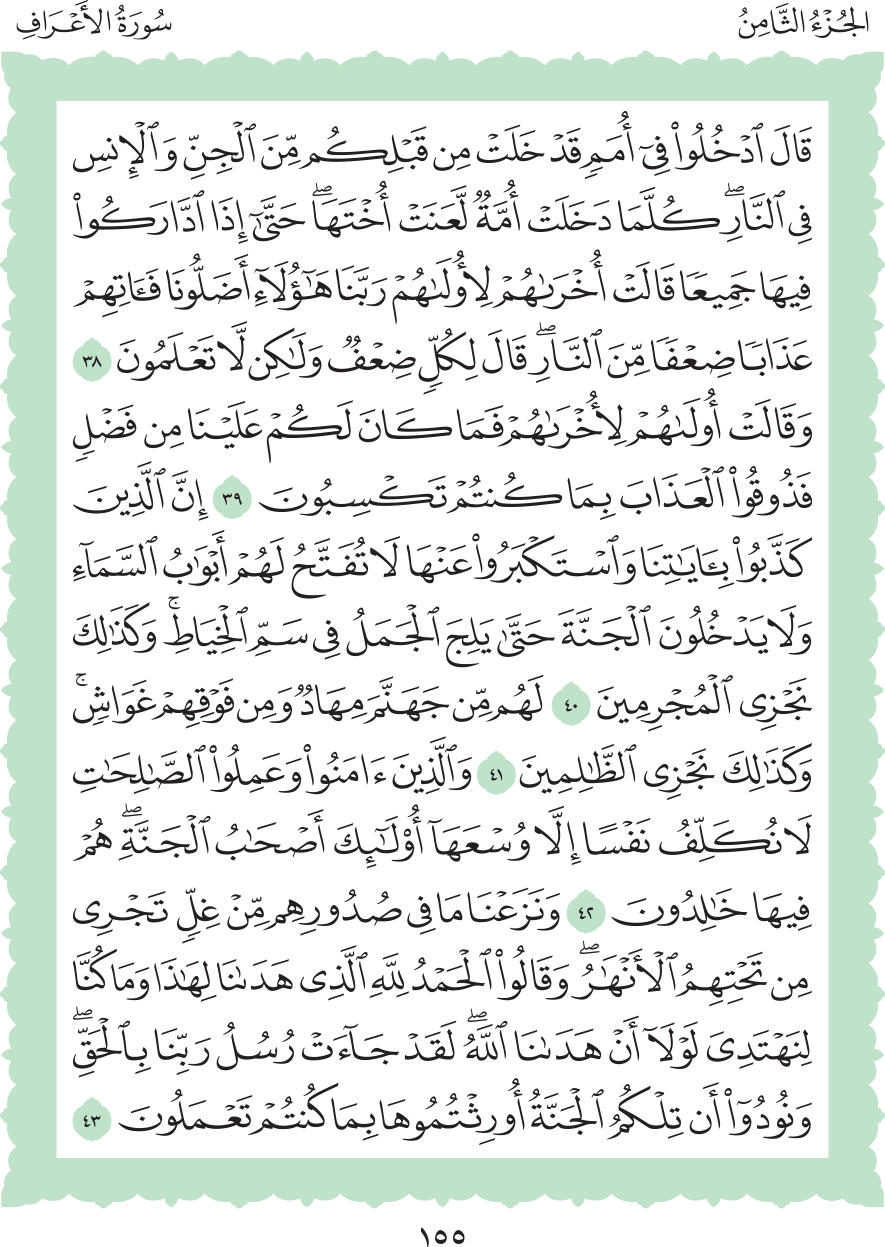 الجُزْءُ الثَّامِنُ
سُورَةُ الأَعْرَافِ
قَالَ ٱدۡخُلُواْ فِيٓ أُمَمٖ قَدۡ خَلَتۡ مِن قَبۡلِكُم مِّنَ ٱلۡجِنِّ وَٱلۡإِنسِ
فِي ٱلنَّارِۖ كُلَّمَا دَخَلَتۡ أُمَّةٞ لَّعَنَتۡ أُخۡتَهَاۖ حَتَّىٰٓ إِذَا ٱدَّارَكُواْ
فِيهَا جَمِيعٗا قَالَتۡ أُخۡرَىٰهُمۡ لِأُولَىٰهُمۡ رَبَّنَا هَٰٓؤُلَآءِ أَضَلُّونَا فَـَٔاتِهِمۡ
عَذَابٗا ضِعۡفٗا مِّنَ ٱلنَّارِۖ قَالَ لِكُلّٖ ضِعۡفٞ وَلَٰكِن لَّا تَعۡلَمُونَ ٣٨
وَقَالَتۡ أُولَىٰهُمۡ لِأُخۡرَىٰهُمۡ فَمَا كَانَ لَكُمۡ عَلَيۡنَا مِن فَضۡلٖ
فَذُوقُواْ ٱلۡعَذَابَ بِمَا كُنتُمۡ تَكۡسِبُونَ ٣٩ إِنَّ ٱلَّذِينَ
كَذَّبُواْ بِـَٔايَٰتِنَا وَٱسۡتَكۡبَرُواْ عَنۡهَا لَا تُفَتَّحُ لَهُمۡ أَبۡوَٰبُ ٱلسَّمَآءِ
وَلَا يَدۡخُلُونَ ٱلۡجَنَّةَ حَتَّىٰ يَلِجَ ٱلۡجَمَلُ فِي سَمِّ ٱلۡخِيَاطِۚ وَكَذَٰلِكَ
نَجۡزِي ٱلۡمُجۡرِمِينَ ٤٠ لَهُم مِّن جَهَنَّمَ مِهَادٞ وَمِن فَوۡقِهِمۡ غَوَاشٖۚ
وَكَذَٰلِكَ نَجۡزِي ٱلظَّٰلِمِينَ ٤١ وَٱلَّذِينَ ءَامَنُواْ وَعَمِلُواْ ٱلصَّٰلِحَٰتِ
لَا نُكَلِّفُ نَفۡسًا إِلَّا وُسۡعَهَآ أُوْلَٰٓئِكَ أَصۡحَٰبُ ٱلۡجَنَّةِۖ هُمۡ
فِيهَا خَٰلِدُونَ ٤٢ وَنَزَعۡنَا مَا فِي صُدُورِهِم مِّنۡ غِلّٖ تَجۡرِي
مِن تَحۡتِهِمُ ٱلۡأَنۡهَٰرُۖ وَقَالُواْ ٱلۡحَمۡدُ لِلَّهِ ٱلَّذِي هَدَىٰنَا لِهَٰذَا وَمَا كُنَّا
لِنَهۡتَدِيَ لَوۡلَآ أَنۡ هَدَىٰنَا ٱللَّهُۖ لَقَدۡ جَآءَتۡ رُسُلُ رَبِّنَا بِٱلۡحَقِّۖ
وَنُودُوٓاْ أَن تِلۡكُمُ ٱلۡجَنَّةُ أُورِثۡتُمُوهَا بِمَا كُنتُمۡ تَعۡمَلُونَ ٤٣
١٥٥